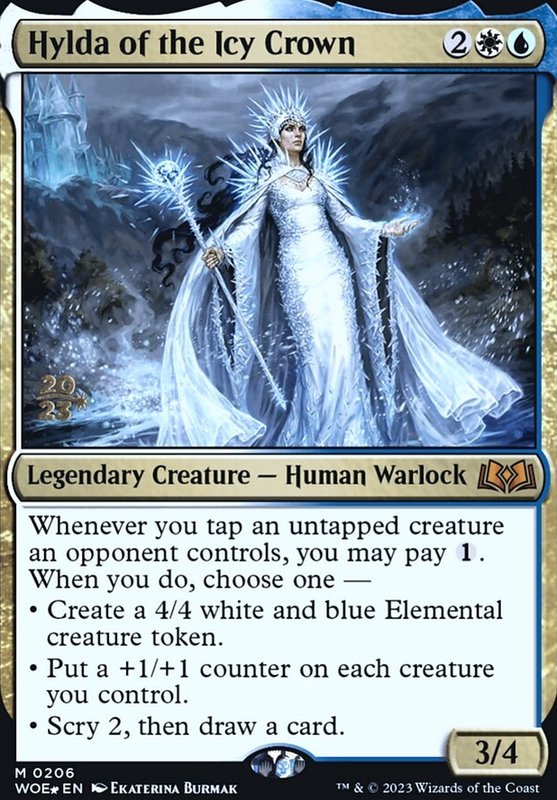 Hylda of the Icy Crown 2
20
23
Legendary Creature — Human Warlock
Whenever you tap an untapped creature
an opponent controls, you may pay 1.
When you do, choose one —
• Create a 4/4 white and blue Elemental
creature token.
• Put a +1/+1 counter on each creature
you control.
• Scry 2, then draw a card.
3/4
M 0206
WOE★EN Ekaterina Burmak
™ & © 2023 Wizards of the Coast